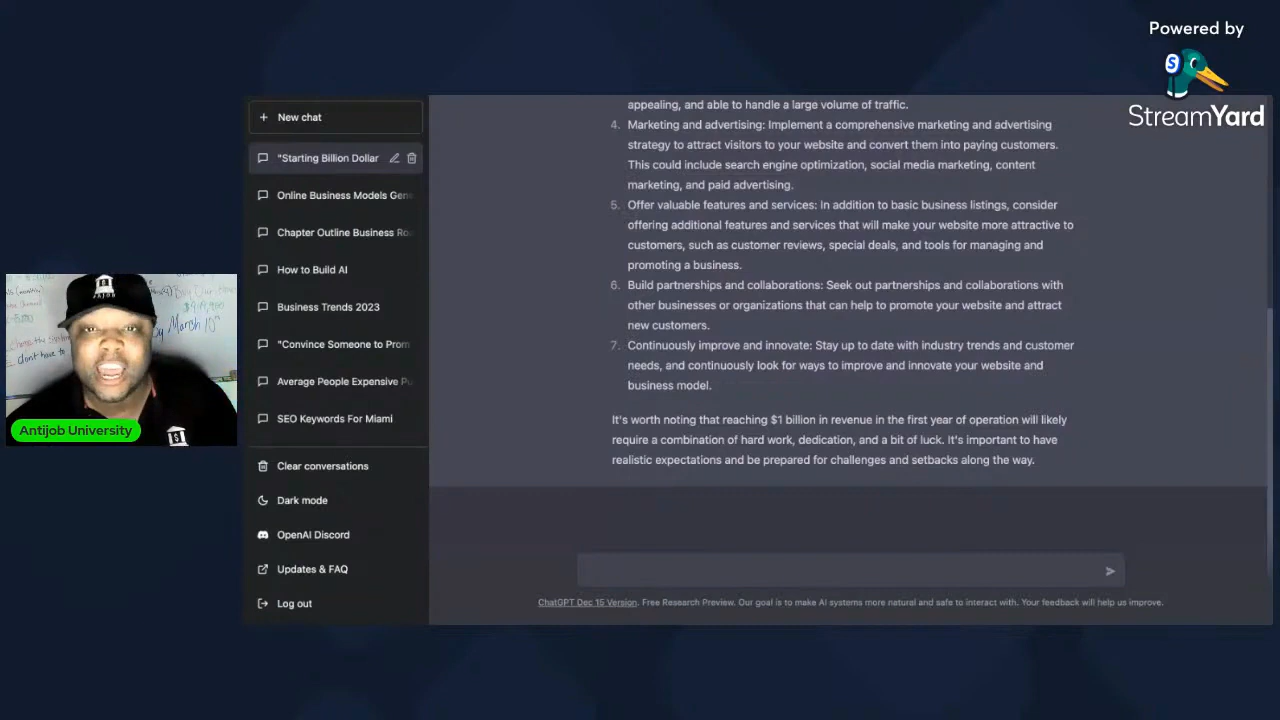 Powered by
StreamYard
New chat
"Starting Billion Dollar
Online Business Models Gen
Chapter Outline Business Ro
How to Build AI
Business Trends 2023
"Convince Someone to Prom
Average People Expensive Pu
SEO Keywords For Miami
Clear conversations
Dark mode
OpenAI Discord
Updates & FAQ
Log out
appealing, and able to handle a large volume of traffic.
4. Marketing and advertising: Implement a comprehensive marketing and advertising
strategy to attract visitors to your website and convert them into paying customers.
This could include search engine optimization, social media marketing, content
marketing, and paid advertising.
5. Offer valuable features and services: In addition to basic business listings, consider
offering additional features and services that will make your website more attractive to
customers, such as customer reviews, special deals, and tools for managing and
promoting a business.
6. Build partnerships and collaborations: Seek out partnerships and collaborations with
other businesses or organizations that can help to promote your website and attract
new customers.
7. Continuously improve and innovate: Stay up to date with industry trends and customer
needs, and continuously look for ways to improve and innovate your website and
business model.
It's worth noting that reaching $1 billion in revenue in the first year of operation will likely
require a combination of hard work, dedication, and a bit of luck. It's important to have
realistic expectations and be prepared for challenges and setbacks along the way.
ChatGPT Dec 15 Version. Free Research Preview. Our goal is to make AI systems more natural and safe to interact with. Your feedback will help us improve.
by March 10th
dont have to
Antijob University